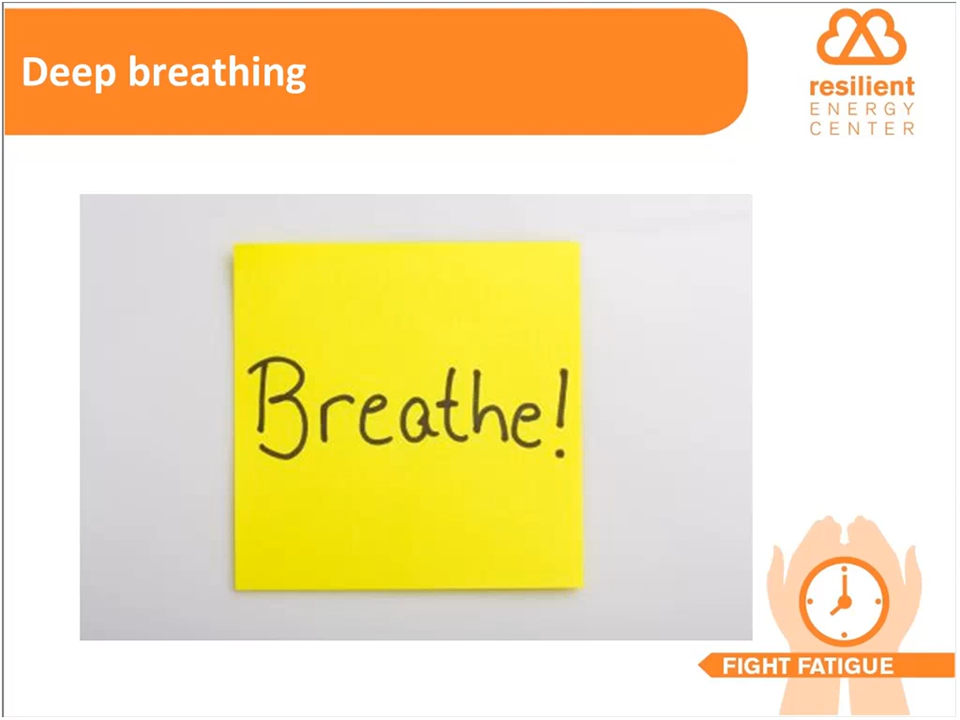 Deep breathing
resilient
ENERGY
CENTER
Breathe!
FIGHT FATIGUE